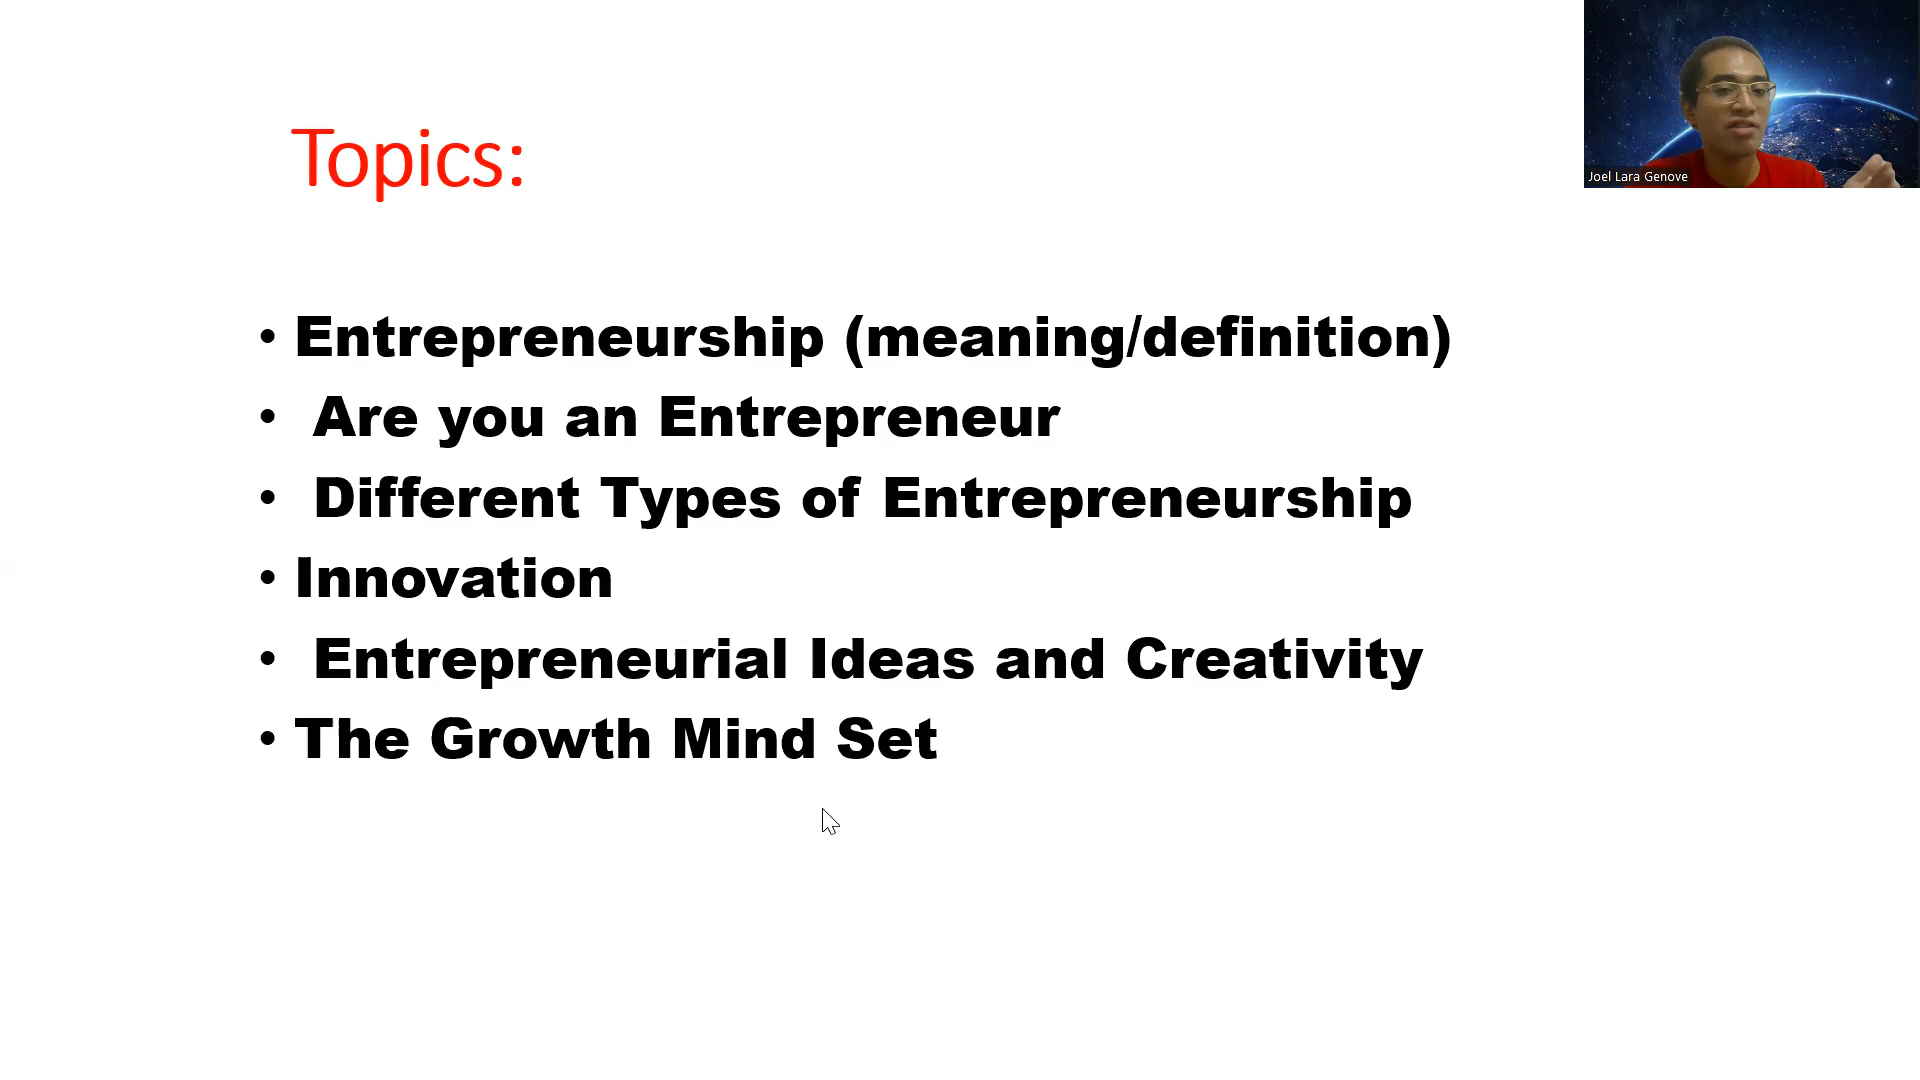 Topics:
Joel Lara Genove
• Entrepreneurship (meaning/definition)
• Are you an Entrepreneur
• Different Types of Entrepreneurship
• Innovation
• Entrepreneurial Ideas and Creativity
• The Growth Mind Set